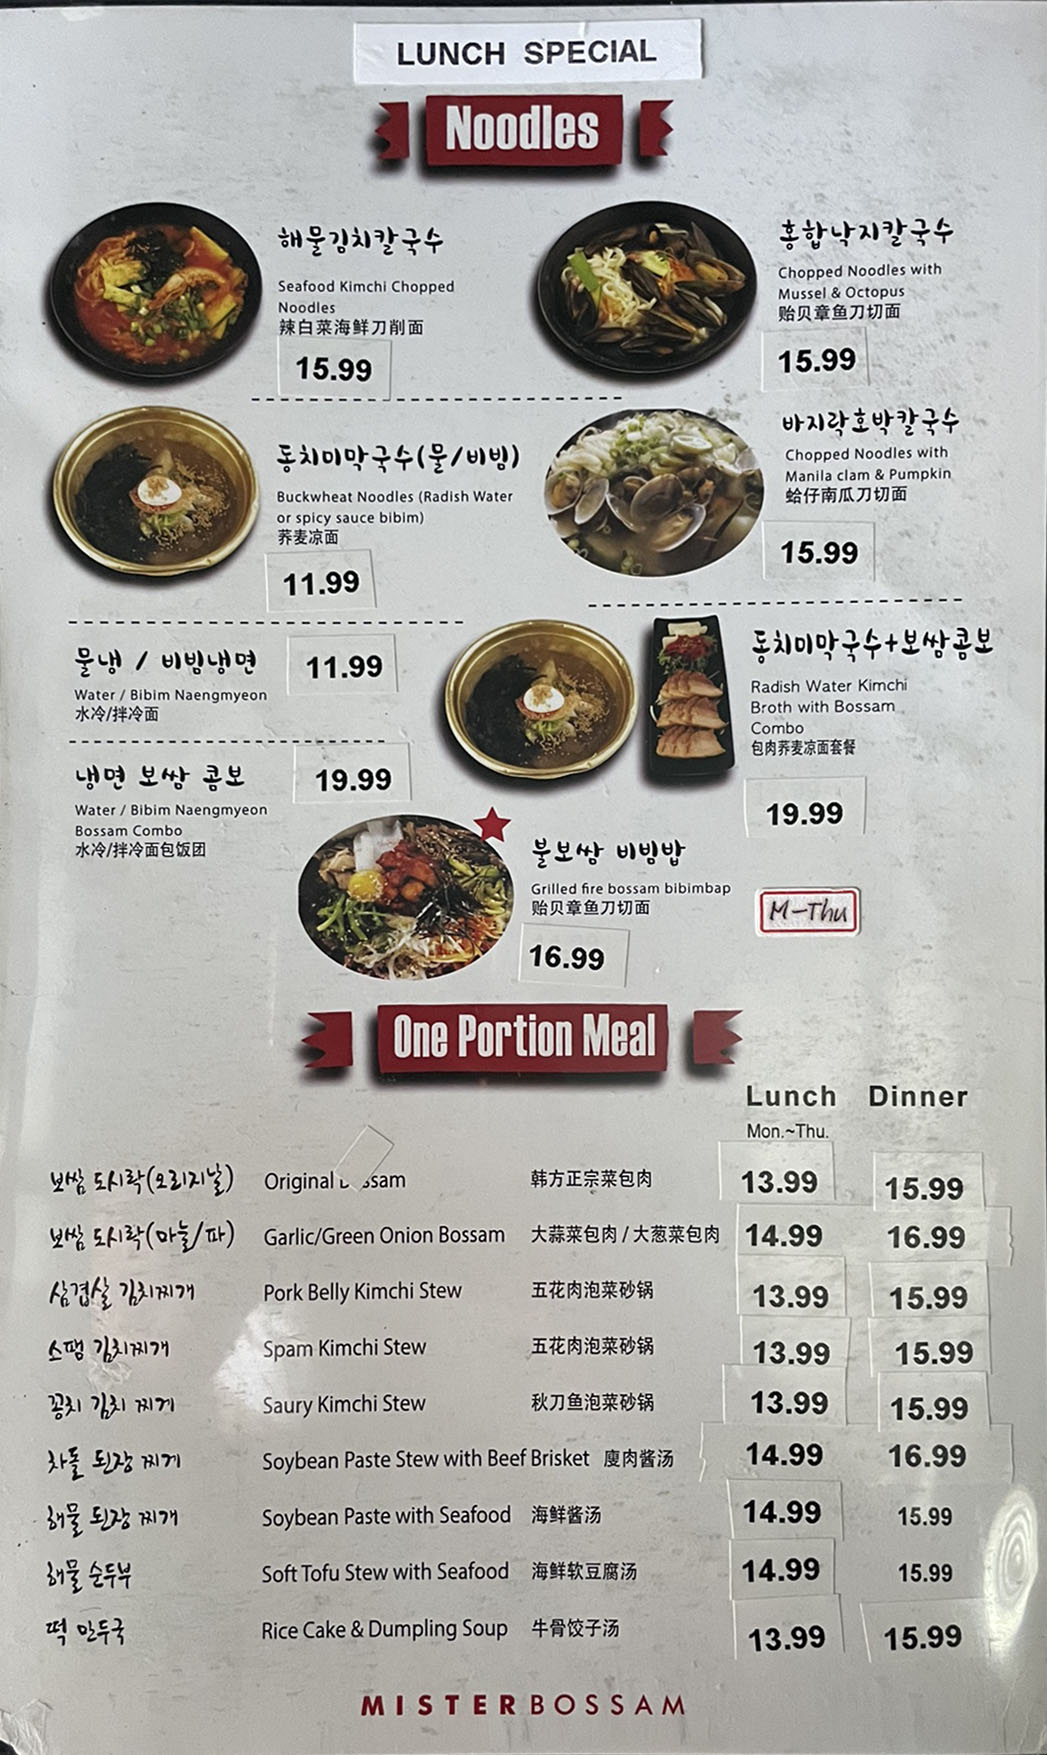 LUNCH SPECIAL
Noodles
해물김치칼국수
Seafood Kimchi Chopped
Noodles
辣白菜海鲜刀削面
15.99
홍합낙지칼국수
Chopped Noodles with
Mussel & Octopus
贻贝章鱼刀切面
15.99
동치미막국수(물/비빔)
Buckwheat Noodles (Radish Water
or spicy sauce bibim)
荞麦凉面
11.99
바지락호박칼국수
Chopped Noodles with
Manila clam & Pumpkin
蛤仔南瓜刀切面
15.99
물냉 / 비빔냉면 11.99
Water / Bibim Naengmyeon
水冷/拌冷面
동치미막국수+보쌈콤보
Radish Water Kimchi
Broth with Bossam
Combo
包肉荞麦凉面套餐
19.99
냉면 보쌈 콤보 19.99
Water / Bibim Naengmyeon
Bossam Combo
水冷/拌冷面包饭团
불보쌈 비빔밥
Grilled fire bossam bibimbap
贻贝章鱼刀切面
16.99
M-Thu
One Portion Meal
Lunch Dinner
Mon.~Thu.
보쌈 도시락(오리지날) Original 韩方正宗菜包肉 13.99 15.99
보쌈 도시락(마늘/파) Garlic/Green Onion Bossam 大蒜菜包肉 / 大葱菜包肉 14.99 16.99
삼겹살 김치찌개 Pork Belly Kimchi Stew 五花肉泡菜砂锅 13.99 15.99
스팸 김치찌개 Spam Kimchi Stew 五花肉泡菜砂锅 13.99 15.99
꽁치 김치 찌게 Saury Kimchi Stew 秋刀鱼泡菜砂锅 13.99 15.99
차돌 된장 찌게 Soybean Paste Stew with Beef Brisket 廋肉酱汤 14.99 16.99
해물 된장 찌개 Soybean Paste with Seafood 海鲜酱汤 14.99 15.99
해물 순두부 Soft Tofu Stew with Seafood 海鲜软豆腐汤 14.99 15.99
떡 만두국 Rice Cake & Dumpling Soup 牛骨饺子汤 13.99 15.99
MISTERBOSSAM